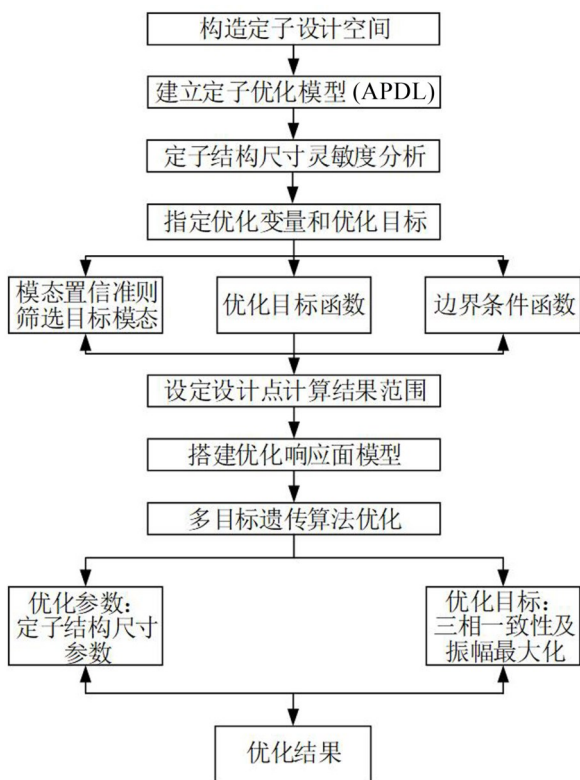 构造定子设计空间
建立定子优化模型(APDL)
定子结构尺寸灵敏度分析
指定优化变量和优化目标
模态置信准则
筛选目标模态
优化目标函数
边界条件函数
设定设计点计算结果范围
搭建优化响应面模型
多目标遗传算法优化
优化参数：
定子结构尺寸
参数
优化目标：
三相一致性及
振幅最大化
优化结果